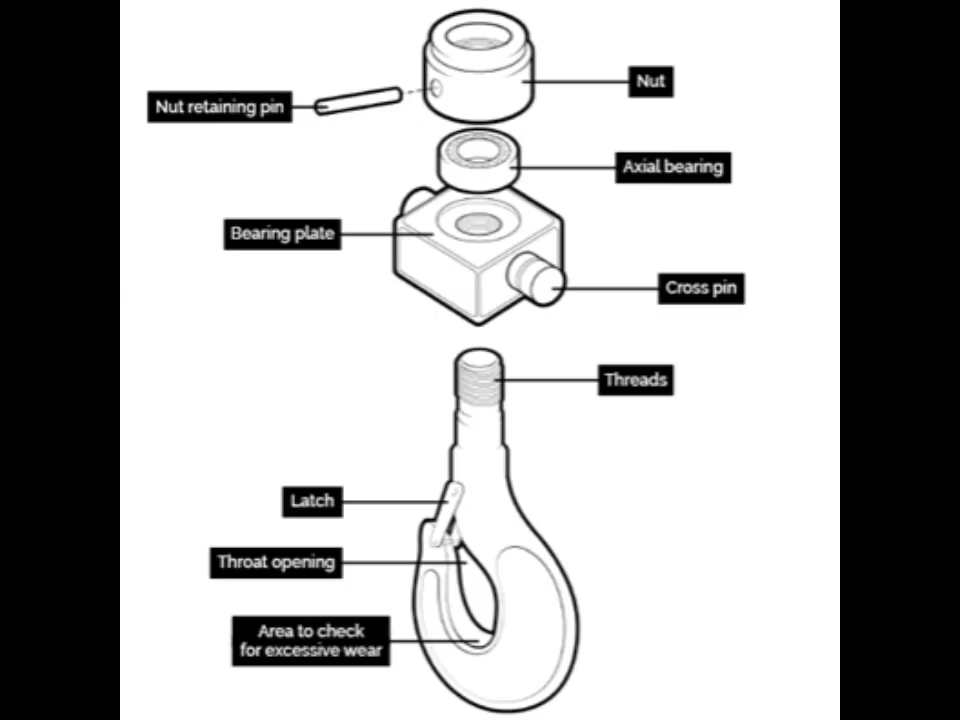 Nut
Nut retaining pin
Axial bearing
Bearing plate
Cross pin
Threads
Latch
Throat opening
Area to check
for excessive wear